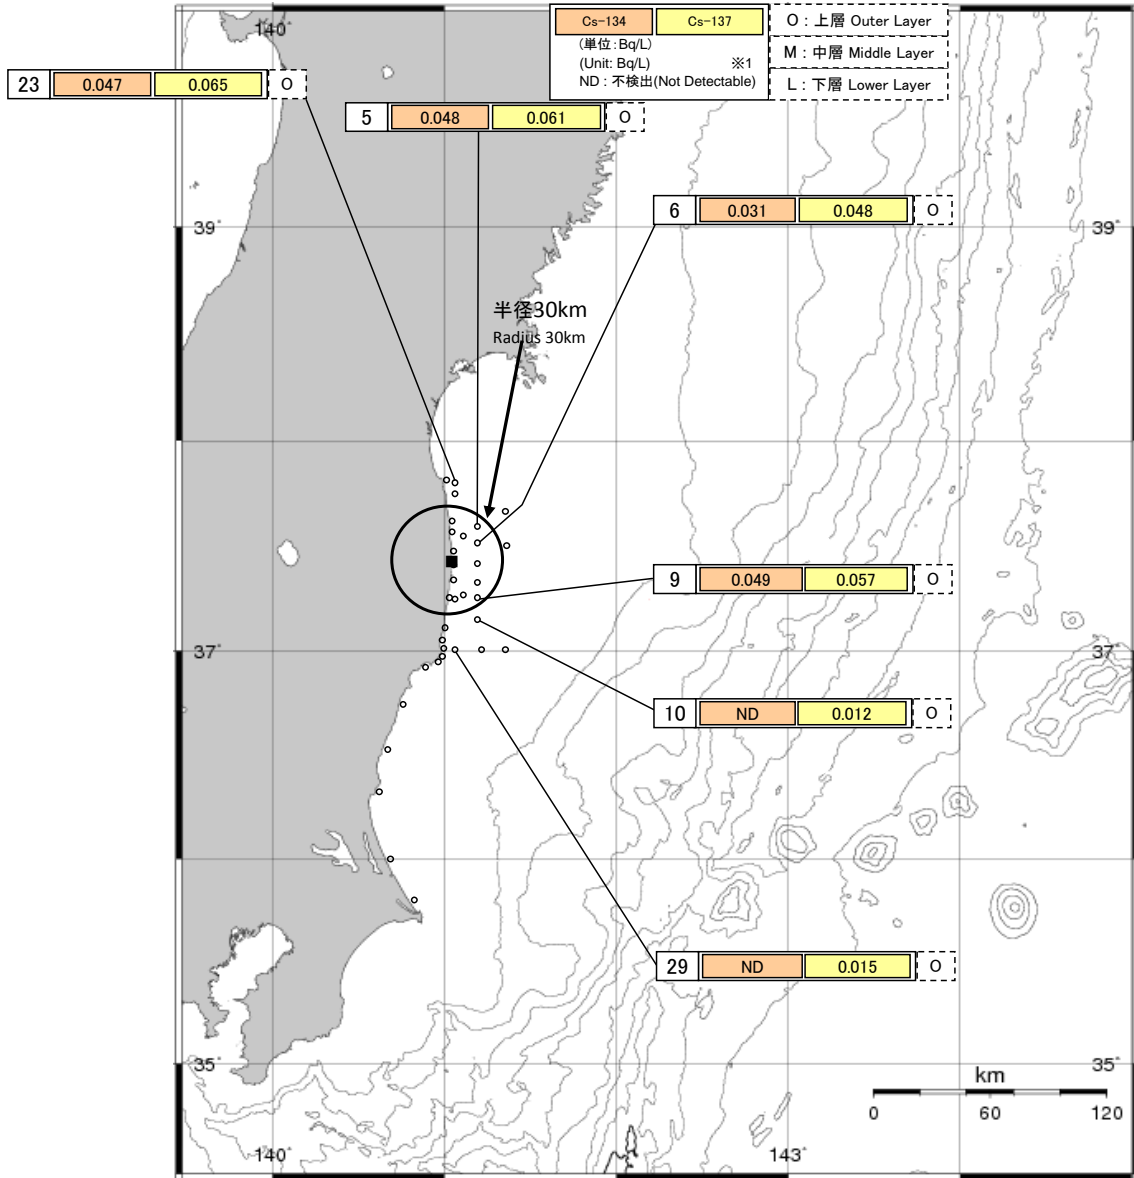 140°
Cs-134 Cs-137
(単位:Bq/L)
(Unit: Bq/L) ※1
ND : 不検出(Not Detectable)
O : 上層 Outer Layer
M : 中層 Middle Layer
L : 下層 Lower Layer
23 0.047 0.065 O
5 0.048 0.061 O
6 0.031 0.048 O
39° 39°
半径30km
Radius 30km
9 0.049 0.057 O
37° 37°
10 ND 0.012 O
29 ND 0.015 O
35° 35°
km
0 60 120
140° 143°